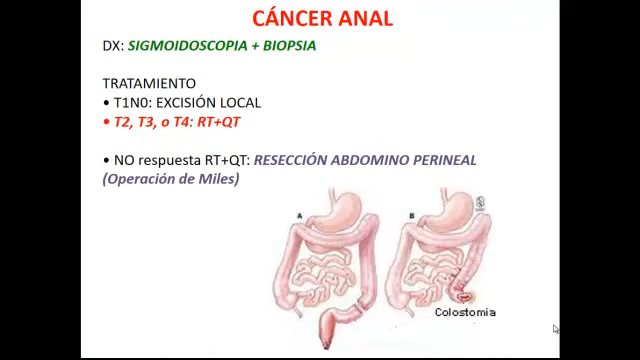 CÁNCER ANAL
DX: SIGMOIDOSCOPIA + BIOPSIA
TRATAMIENTO
• T1N0: EXCISIÓN LOCAL
• T2, T3, o T4: RT+QT
• NO respuesta RT+QT: RESECCIÓN ABDOMINO PERINEAL
(Operación de Miles)
A
B
Colostomia